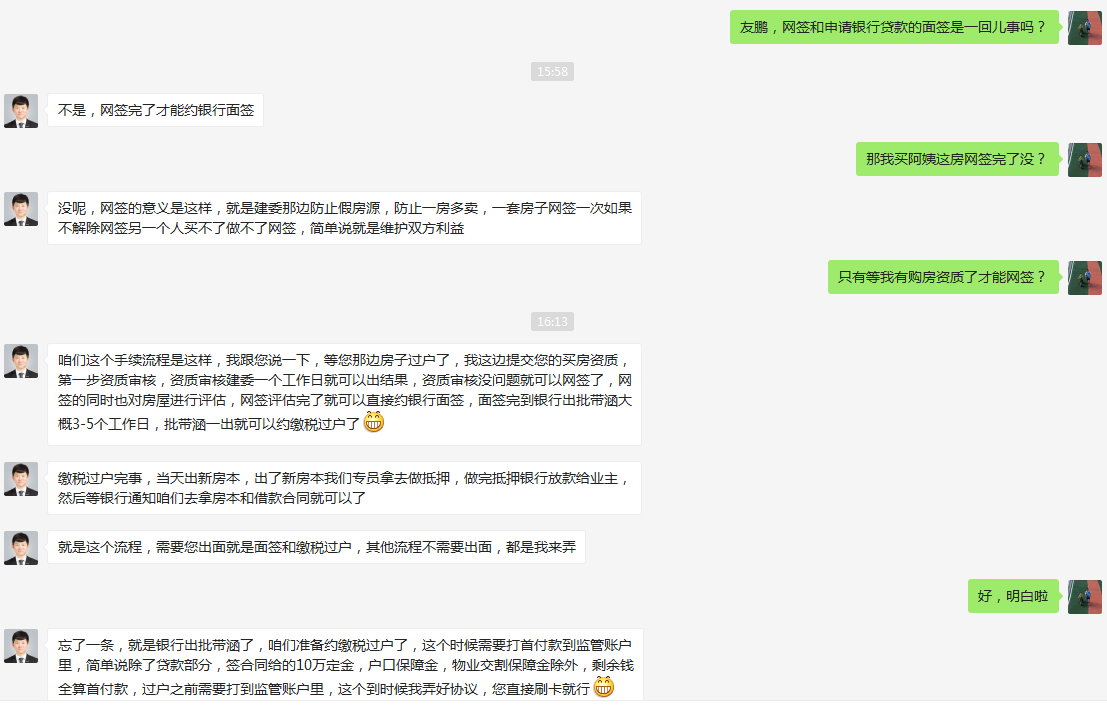 友鹏，网签和申请银行贷款的面签是一回儿事吗？
15:58
不是，网签完了才能约银行面签
那我买阿姨这房网签完了没？
没呢，网签的意义是这样，就是建委那边防止假房源，防止一房多卖，一套房子网签一次如果
不解除网签另一个人买不了做不了网签，简单说就是维护双方利益
只有等我有购房资质了才能网签？
16:13
咱们这个手续流程是这样，我跟您说一下，等您那边房子过户了，我这边提交您的买房资质，
第一步资质审核，资质审核建委一个工作日就可以出结果，资质审核没问题就可以网签了，网
签的同时也对房屋进行评估，网签评估完了就可以直接约银行面签，面签完到银行出批带涵大
概3-5个工作日，批带涵一出就可以约缴税过户了
缴税过户完事，当天出新房本，出了新房本我们专员拿去做抵押，做完抵押银行放款给业主，
然后等银行通知咱们去拿房本和借款合同就可以了
就是这个流程，需要您出面就是面签和缴税过户，其他流程不需要出面，都是我来弄
好，明白啦
忘了一条，就是银行出批带涵了，咱们准备约缴税过户了，这个时候需要打首付款到监管账户
里，简单说除了贷款部分，签合同给的10万定金，户口保障金，物业交割保障金除外，剩余钱
全算首付款，过户之前需要打到监管账户里，这个到时候我弄好协议，您直接刷卡就行